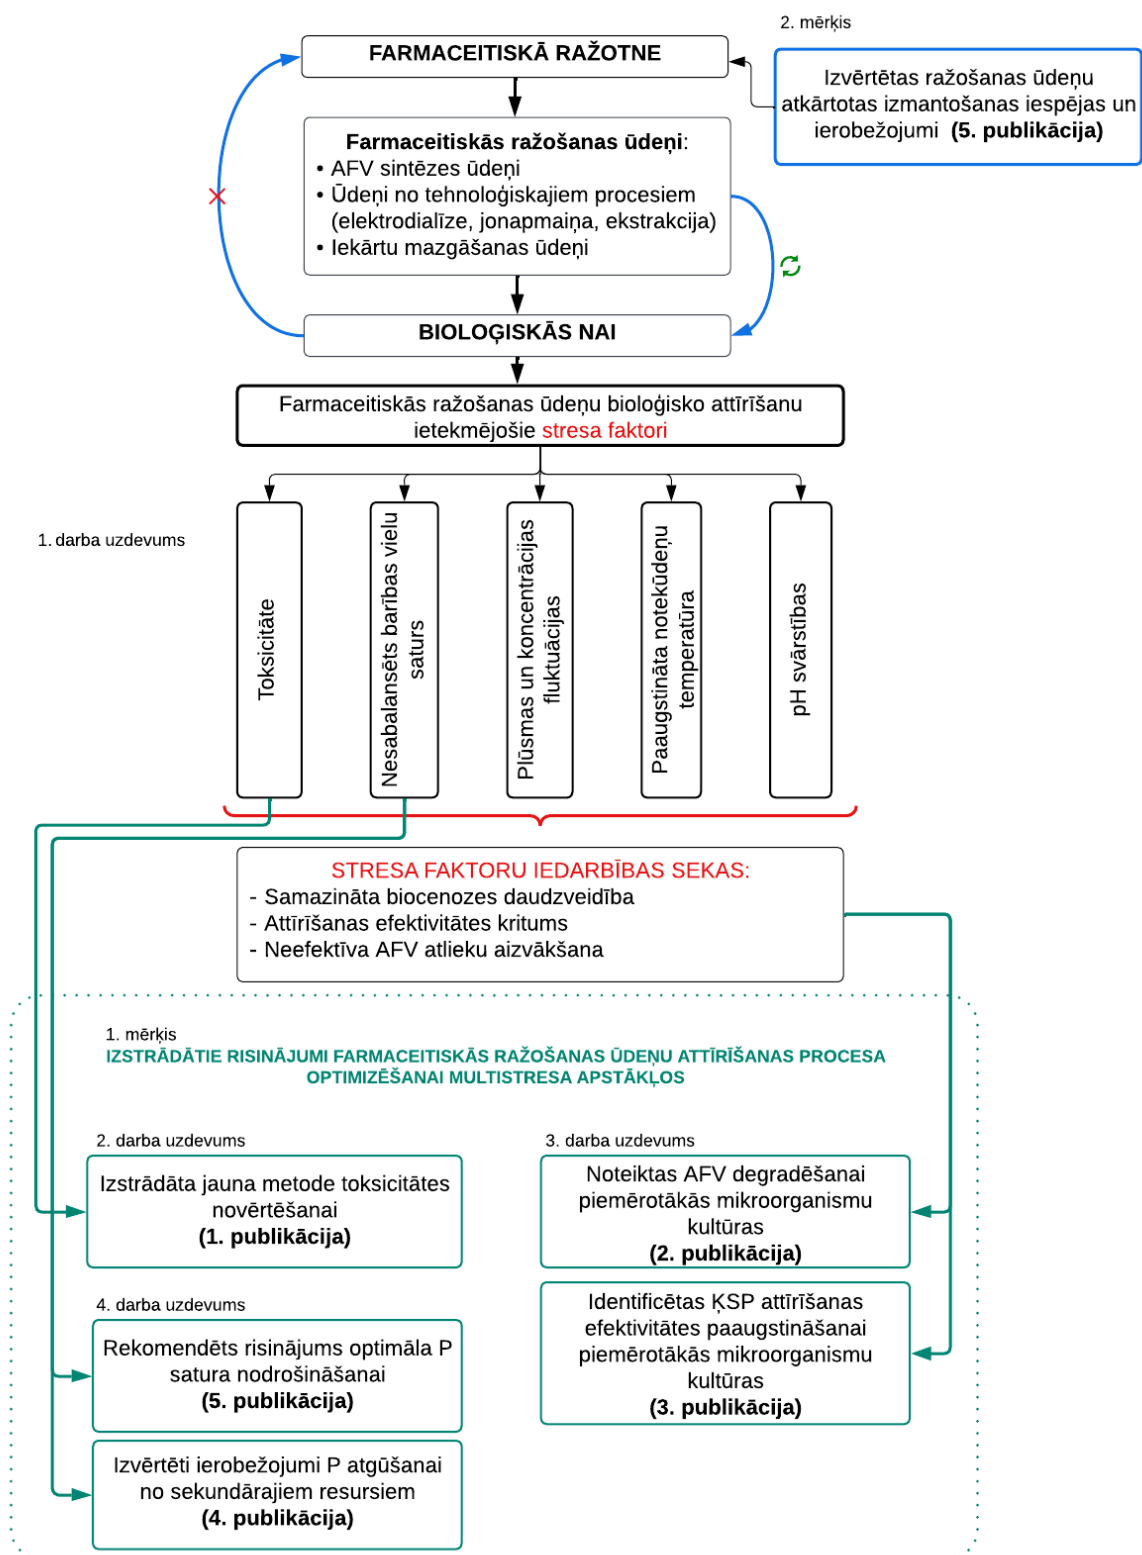 2. mērķis
FARMACEITISKĀ RAŽOTNE
Izvērtētas ražošanas ūdeņu
atkārtotas izmantošanas iespējas un
ierobežojumi (5. publikācija)
Farmaceitiskās ražošanas ūdeņi:
• AFV sintēzes ūdeņi
• Ūdeņi no tehnoloģiskajiem procesiem
(elektrodialīze, jonapmaiņa, ekstrakcija)
• Iekārtu mazgāšanas ūdeņi
BIOLOĢISKĀS NAI
Farmaceitiskās ražošanas ūdeņu bioloģisko attīrīšanu
ietekmējošie stresa faktori
1. darba uzdevums
Toksicitāte
Nesabalansēts barības vielu
saturs
Plūsmas un koncentrācijas
fluktuācijas
Paaugstināta notekūdeņu
temperatūra
pH svārstības
STRESA FAKTORU IEDARBĪBAS SEKAS:
- Samazināta biocenozes daudzveidība
- Attīrīšanas efektivitātes kritums
- Neefektīva AFV atlieku aizvākšana
1. mērķis
IZSTRĀDĀTIE RISINĀJUMI FARMACEITISKĀS RAŽOŠANAS ŪDEŅU ATTĪRĪŠANAS PROCESA
OPTIMIZĒŠANAI MULTISTRESA APSTĀKĻOS
2. darba uzdevums
Izstrādāta jauna metode toksicitātes
novērtēšanai
(1. publikācija)
3. darba uzdevums
Noteiktas AFV degradēšanai
piemērotākās mikroorganismu
kultūras
(2. publikācija)
Identificētas ĶSP attīrīšanas
efektivitātes paaugstināšanai
piemērotākās mikroorganismu
kultūras
(3. publikācija)
4. darba uzdevums
Rekomendēts risinājums optimāla P
satura nodrošināšanai
(5. publikācija)
Izvērtēti ierobežojumi P atgūšanai
no sekundārajiem resursiem
(4. publikācija)